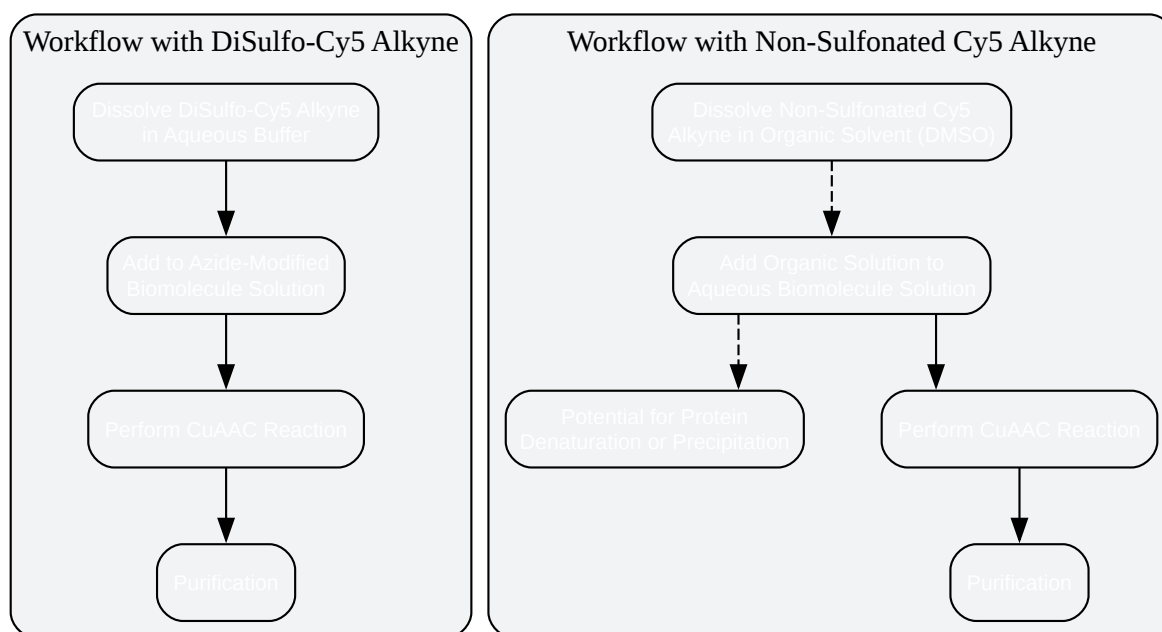 Workflow with DiSulfo-Cy5 Alkyne
Dissolve DiSulfo-Cy5 Alkyne
in Aqueous Buffer
Add to Azide-Modified
Biomolecule Solution
Perform CuAAC Reaction
Purification
Workflow with Non-Sulfonated Cy5 Alkyne
Dissolve Non-Sulfonated Cy5
Alkyne in Organic Solvent (DMSO)
Add Organic Solution to
Aqueous Biomolecule Solution
Potential for Protein
Denaturation or Precipitation
Perform CuAAC Reaction
Purification